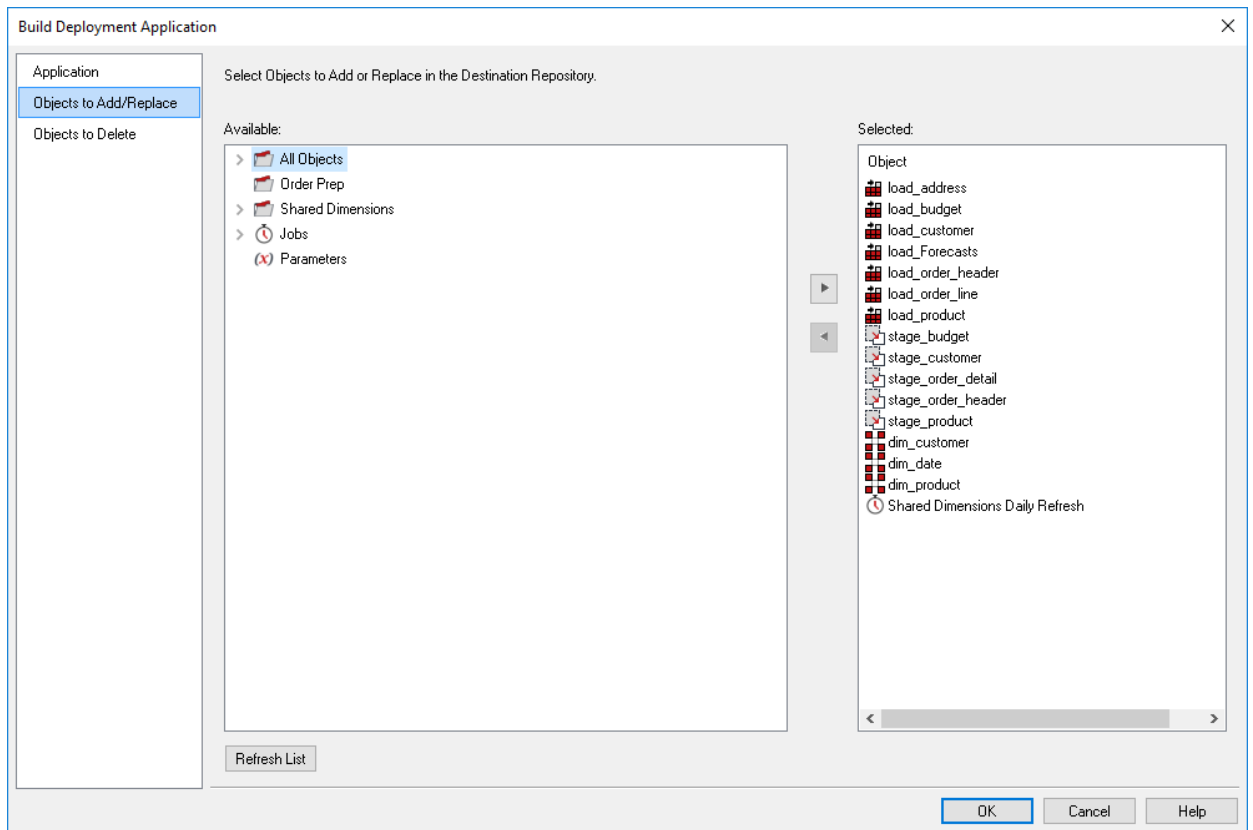 Build Deployment Application
Application
Objects to Add/Replace
Objects to Delete
Select Objects to Add or Replace in the Destination Repository.
Available:
All Objects
Order Prep
Shared Dimensions
Jobs
(x) Parameters
Refresh List
Selected:
Object
load_address
load_budget
load_customer
load_Forecasts
load_order_header
load_order_line
load_product
stage_budget
stage_customer
stage_order_detail
stage_order_header
stage_product
dim_customer
dim_date
dim_product
Shared Dimensions Daily Refresh
OK
Cancel
Help